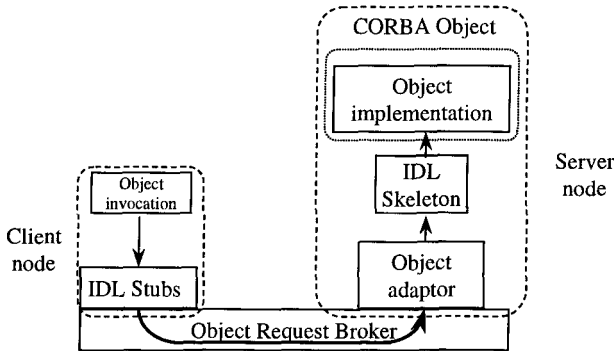 CORBA Object
Object
implementation
IDL
Skeleton
Server
node
Object
invocation
Client
node
IDL Stubs
Object
adaptor
Object Request Broker